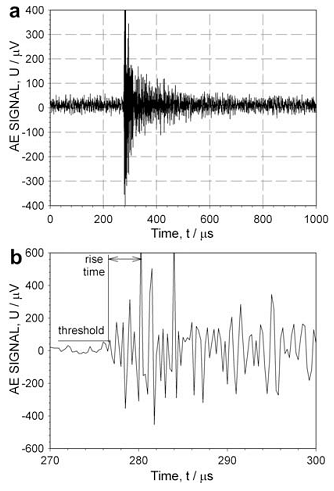 a
AE SIGNAL, U / μV
400
300
200
100
0
-100
-200
-300
-400
0 200 400 600 800 1000
Time, t / μs
b
AE SIGNAL, U / μV
600
400
200
0
-200
-400
-600
rise
time
threshold
270 280 290 300
Time, t / μs